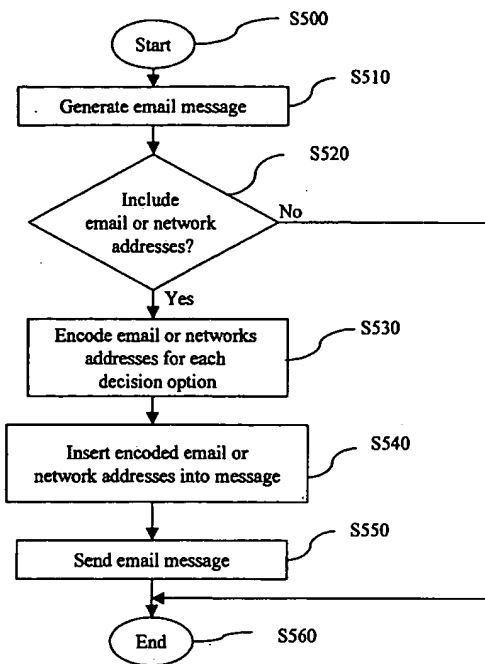 S500
Start
S510
Generate email message
S520
Include
email or network
addresses?
No
Yes
S530
Encode email or networks
addresses for each
decision option
S540
Insert encoded email or
network addresses into message
S550
Send email message
S560
End